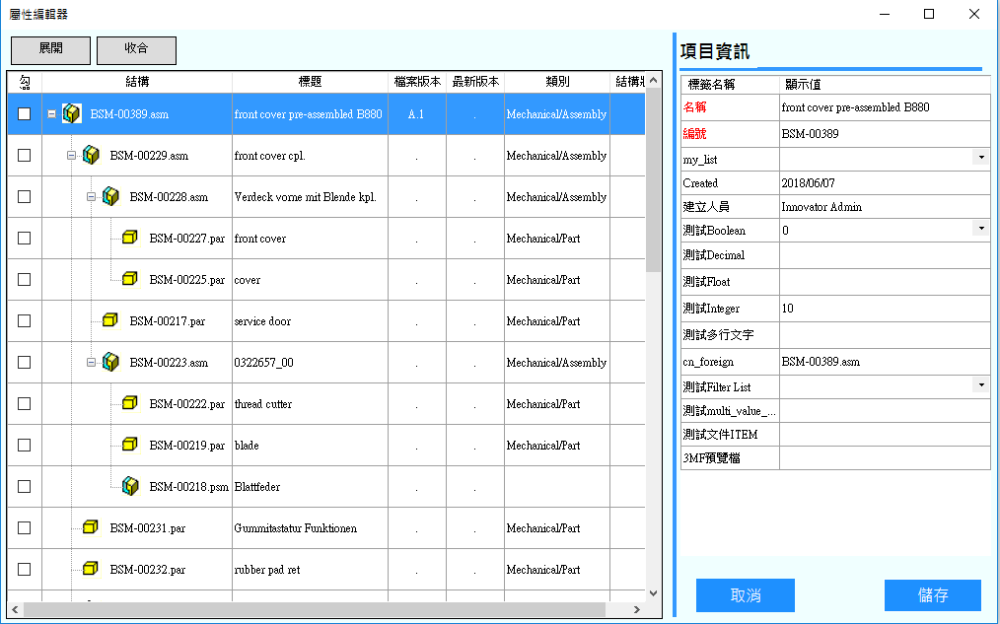 屬性編輯器
展開 收合
勾 結構 標題 檔案版本 最新版本 類別
BSM-00389.asm front cover pre-assembled B880 A.1 . Mechanical/Assembly
BSM-00229.asm front cover cpl. . . Mechanical/Assembly
BSM-00228.asm Verdeck vorne mit Blende kpl. . . Mechanical/Assembly
BSM-00227.par front cover . . Mechanical/Part
BSM-00225.par cover . . Mechanical/Part
BSM-00217.par service door . . Mechanical/Part
BSM-00223.asm 0322657_00 . . Mechanical/Assembly
BSM-00222.par thread cutter . . Mechanical/Part
BSM-00219.par blade . . Mechanical/Part
BSM-00218.psm Blattfeder . .
BSM-00231.par Gummitastatur Funktionen . . Mechanical/Part
BSM-00232.par rubber pad ret . . Mechanical/Part
項目資訊
標籤名稱 顯示值
名稱 front cover pre-assembled B880
編號 BSM-00389
my_list
Created 2018/06/07
建立人員 Innovator Admin
測試Boolean 0
測試Decimal
測試Float
測試Integer 10
測試多行文字
cn_foreign BSM-00389.asm
測試Filter List
測試multi_value_...
測試文件ITEM
3MF預覽檔
取消 儲存